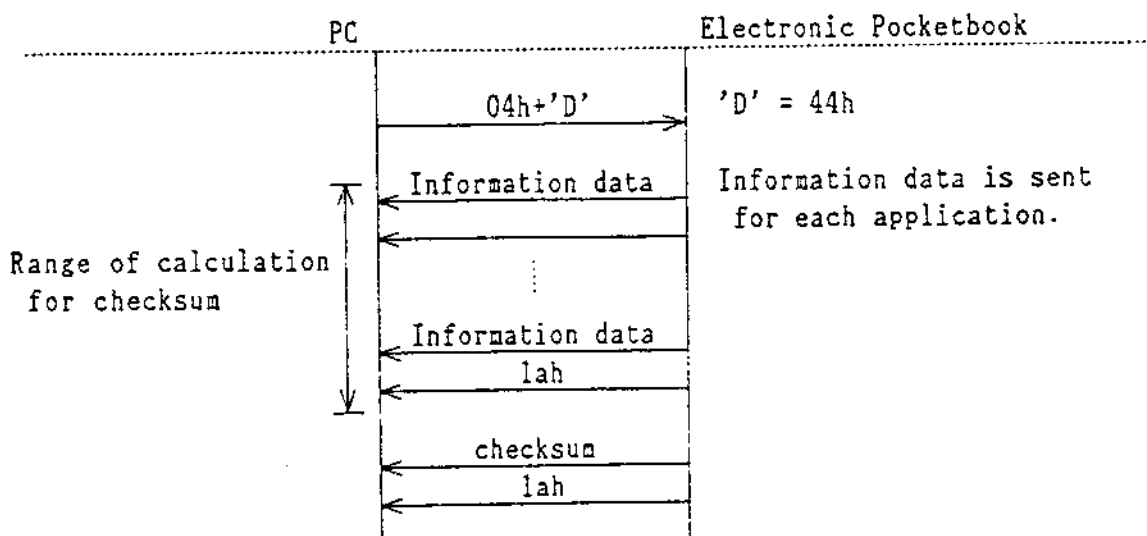 PC
Electronic Pocketbook
04h+'D'
'D' = 44h
Information data
Information data is sent
for each application.
Range of calculation
for checksum
Information data
1ah
checksum
1ah